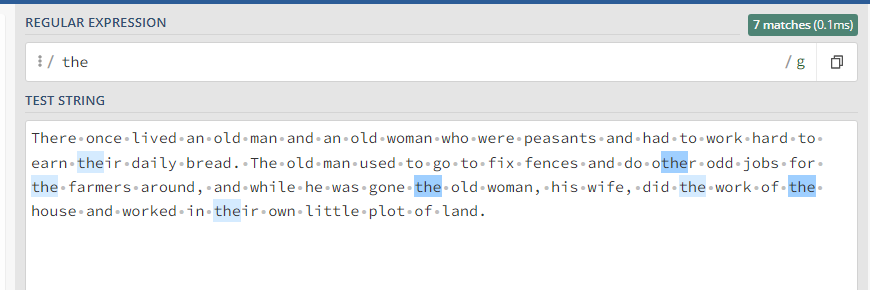 REGULAR EXPRESSION
7 matches (0.1ms)
/ the
/ g
TEST STRING
There·once·lived·an·old·man·and·an·old·woman·who·were·peasants·and·had·to·work·hard·to·
earn·their·daily·bread.·The·old·man·used·to·go·to·fix·fences·and·do·other·odd·jobs·for·
the·farmers·around,·and·while·he·was·gone·the·old·woman,·his·wife,·did·the·work·of·the·
house·and·worked·in·their·own·little·plot·of·land.